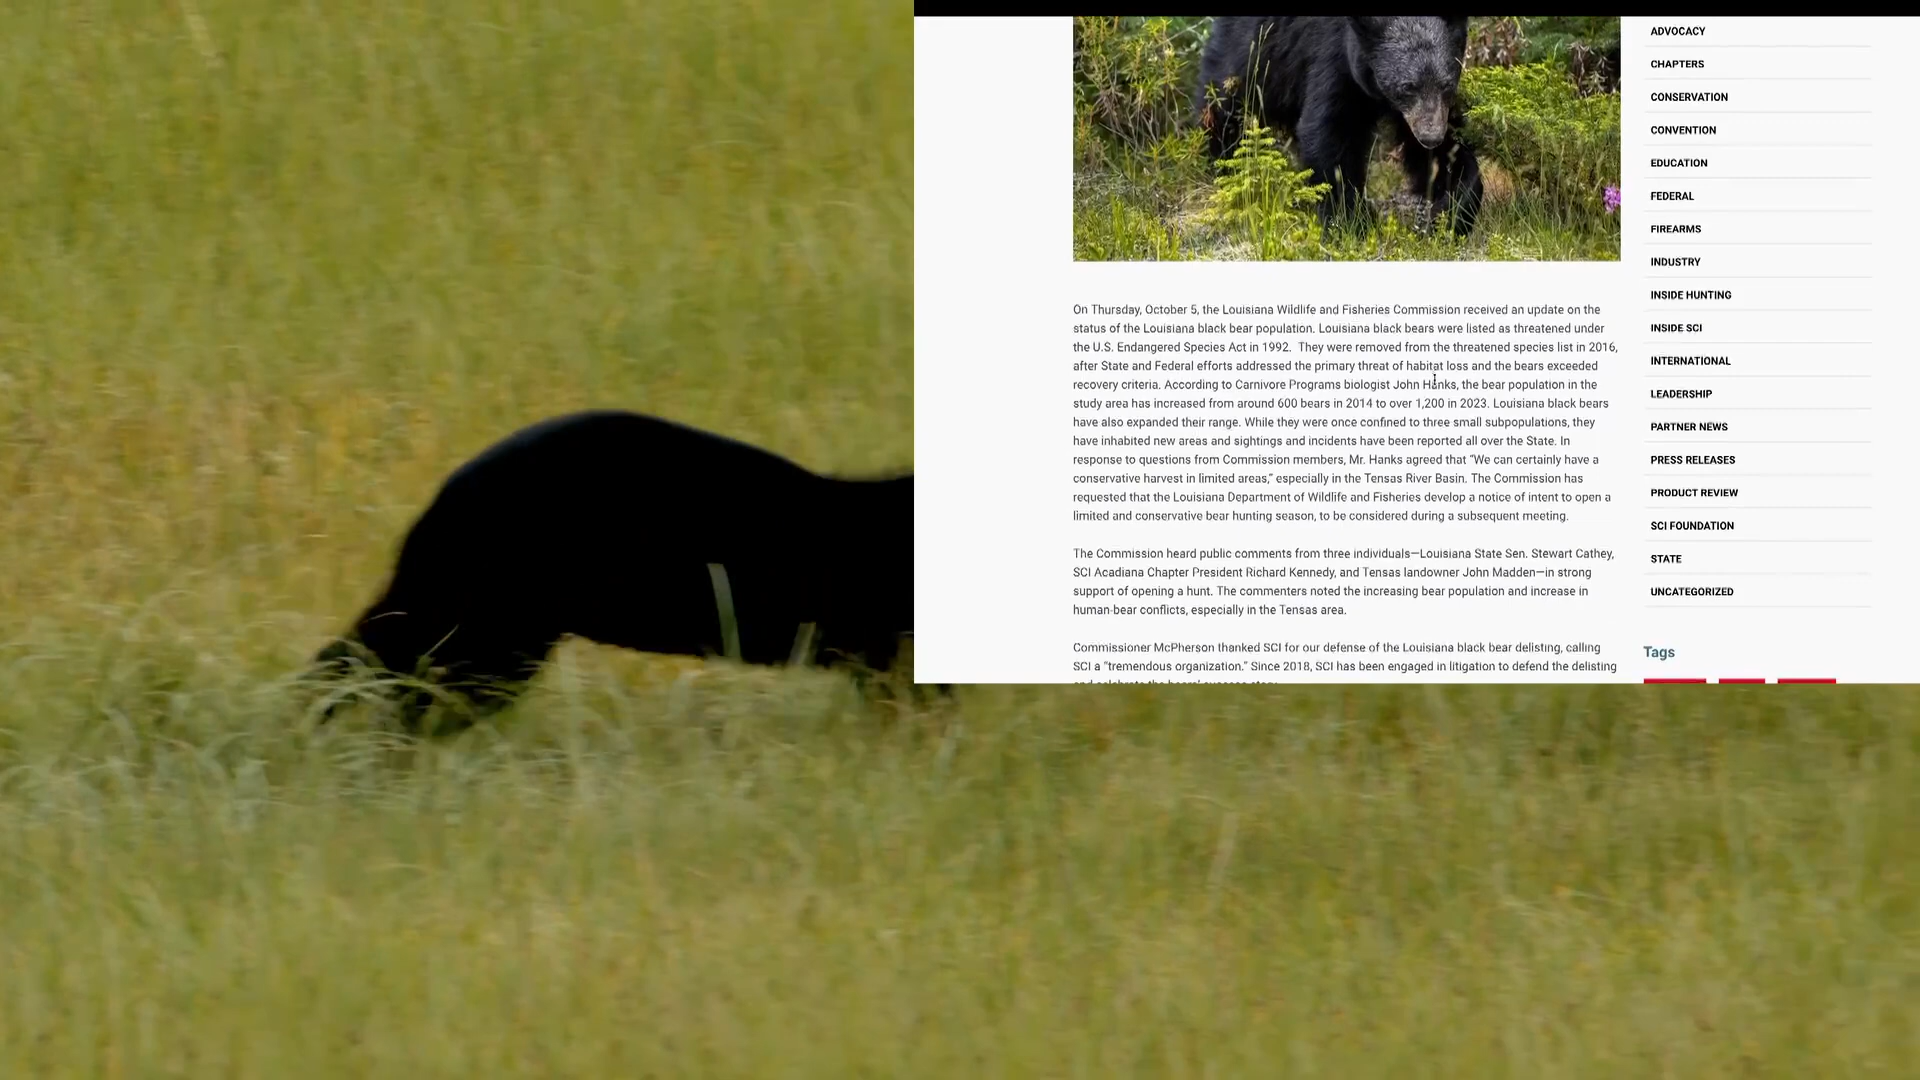 On Thursday, October 5, the Louisiana Wildlife and Fisheries Commission received an update on the
status of the Louisiana black bear population. Louisiana black bears were listed as threatened under
the U.S. Endangered Species Act in 1992.  They were removed from the threatened species list in 2016,
after State and Federal efforts addressed the primary threat of habitat loss and the bears exceeded
recovery criteria. According to Carnivore Programs biologist John Hanks, the bear population in the
study area has increased from around 600 bears in 2014 to over 1,200 in 2023. Louisiana black bears
have also expanded their range. While they were once confined to three small subpopulations, they
have inhabited new areas and sightings and incidents have been reported all over the State. In
response to questions from Commission members, Mr. Hanks agreed that “We can certainly have a
conservative harvest in limited areas,” especially in the Tensas River Basin. The Commission has
requested that the Louisiana Department of Wildlife and Fisheries develop a notice of intent to open a
limited and conservative bear hunting season, to be considered during a subsequent meeting.
The Commission heard public comments from three individuals—Louisiana State Sen. Stewart Cathey,
SCI Acadiana Chapter President Richard Kennedy, and Tensas landowner John Madden—in strong
support of opening a hunt. The commenters noted the increasing bear population and increase in
human-bear conflicts, especially in the Tensas area.
Commissioner McPherson thanked SCI for our defense of the Louisiana black bear delisting, calling
SCI a “tremendous organization.” Since 2018, SCI has been engaged in litigation to defend the delisting
and celebrate the bears’ success story.
ADVOCACY
CHAPTERS
CONSERVATION
CONVENTION
EDUCATION
FEDERAL
FIREARMS
INDUSTRY
INSIDE HUNTING
INSIDE SCI
INTERNATIONAL
LEADERSHIP
PARTNER NEWS
PRESS RELEASES
PRODUCT REVIEW
SCI FOUNDATION
STATE
UNCATEGORIZED
Tags